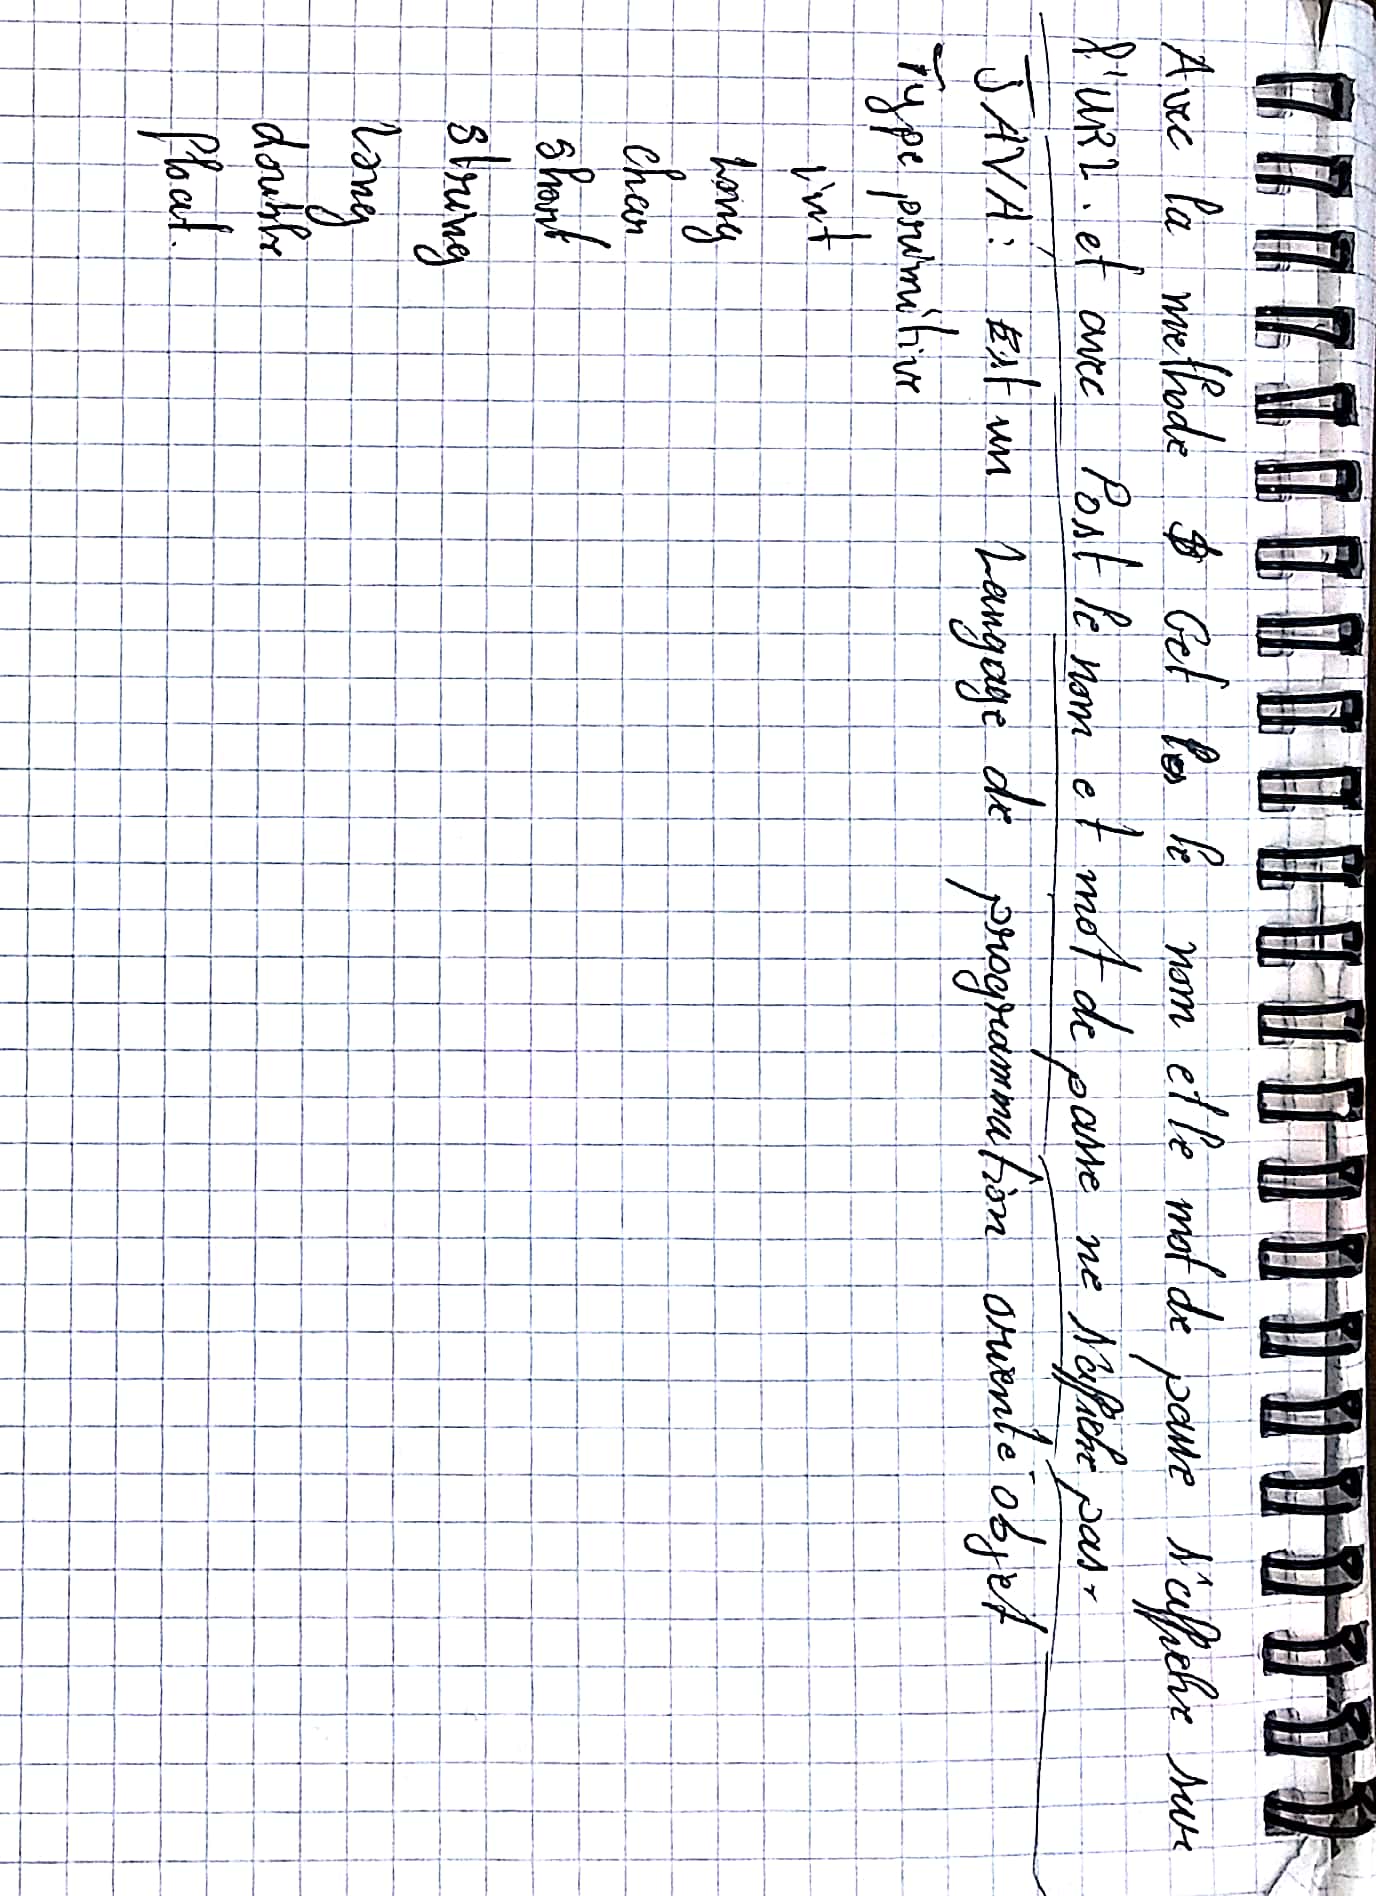 Avec la methode Get le nom et le mot de passe s'affiche sur
l'URL. et avec Post le nom et mot de passe ne s'affiche pas.
JAVA: Est un Langage de programmation orienté objet
Type primitive
int
Long
Char
Short
String
Long
double
float.